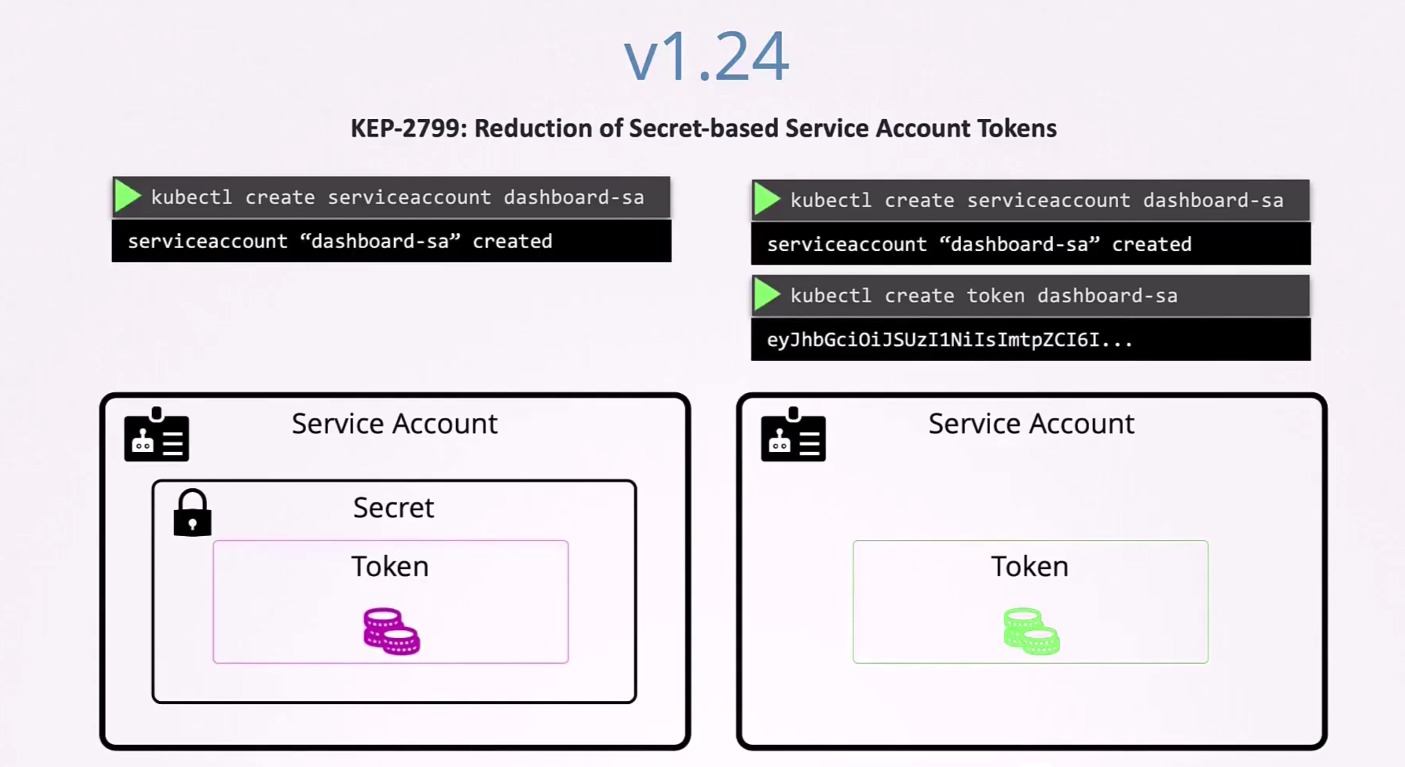 v1.24
KEP-2799: Reduction of Secret-based Service Account Tokens
kubectl create serviceaccount dashboard-sa
serviceaccount “dashboard-sa” created
kubectl create serviceaccount dashboard-sa
serviceaccount “dashboard-sa” created
kubectl create token dashboard-sa
eyJhbGciOiJSUzI1NiIsImtpZCI6I...
Service Account
Secret
Token
Service Account
Token